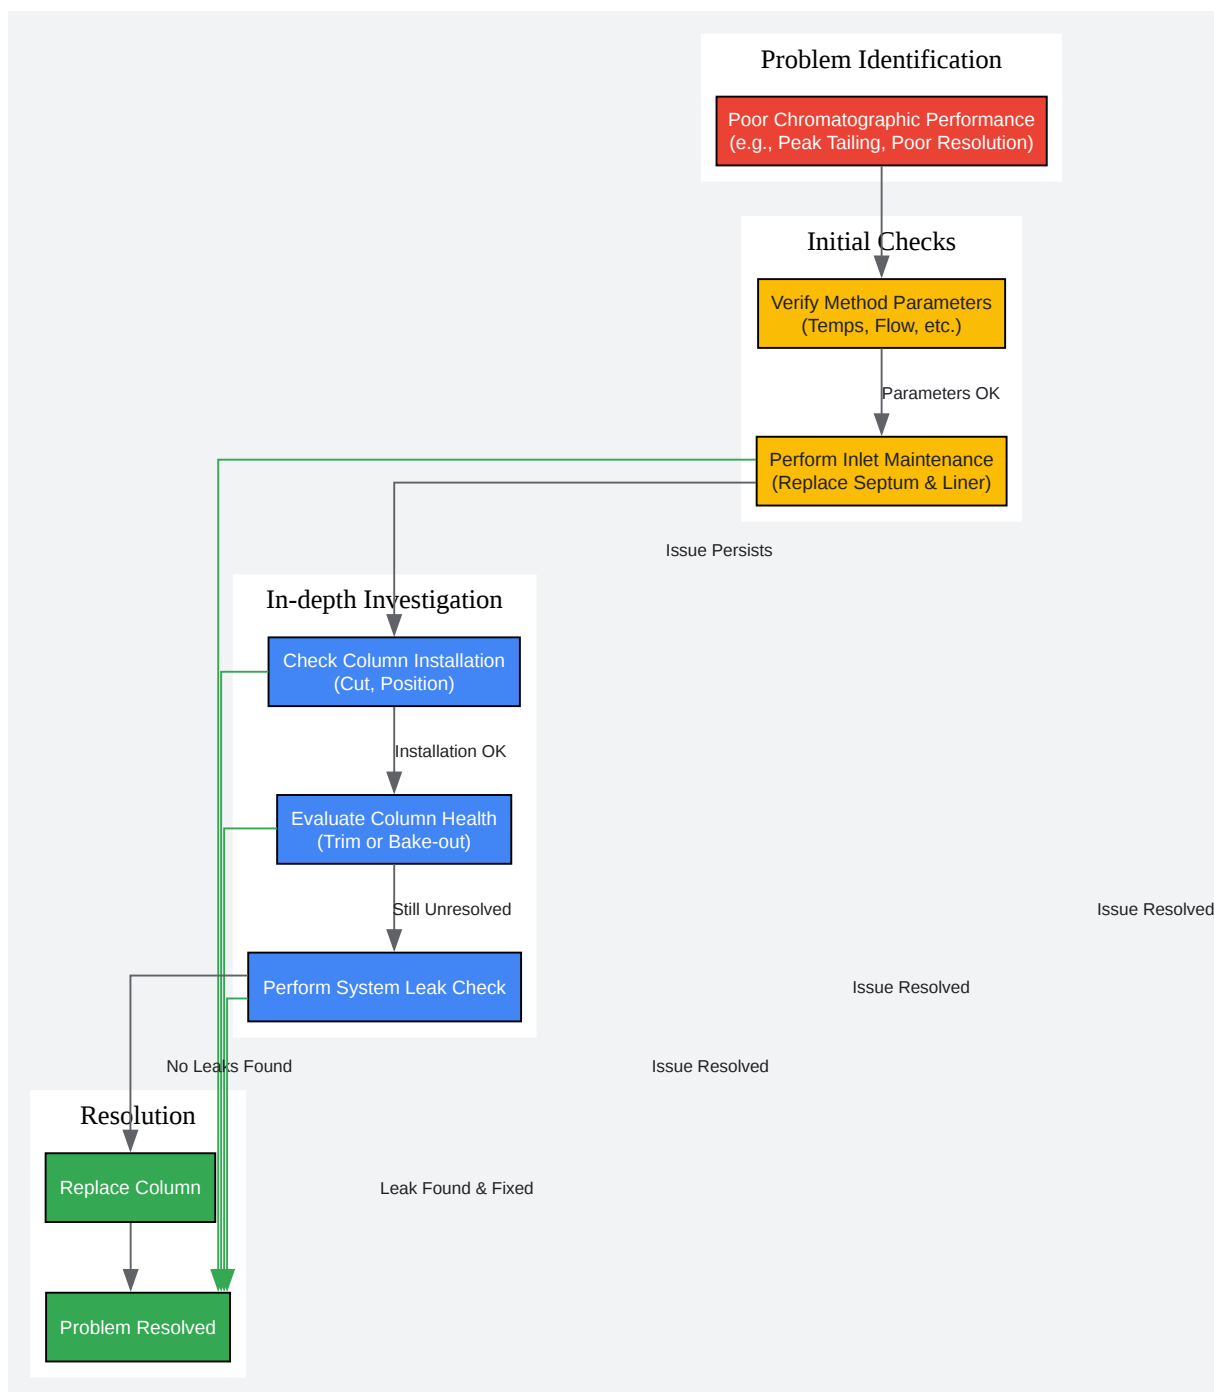 Problem Identification
Poor Chromatographic Performance
(e.g., Peak Tailing, Poor Resolution)
Initial Checks
Verify Method Parameters
(Temps, Flow, etc.)
Parameters OK
Perform Inlet Maintenance
(Replace Septum & Liner)
Issue Persists
In-depth Investigation
Check Column Installation
(Cut, Position)
Installation OK
Evaluate Column Health
(Trim or Bake-out)
Still Unresolved
Issue Resolved
Perform System Leak Check
Issue Resolved
No Leaks Found
Issue Resolved
Resolution
Replace Column
Leak Found & Fixed
Problem Resolved